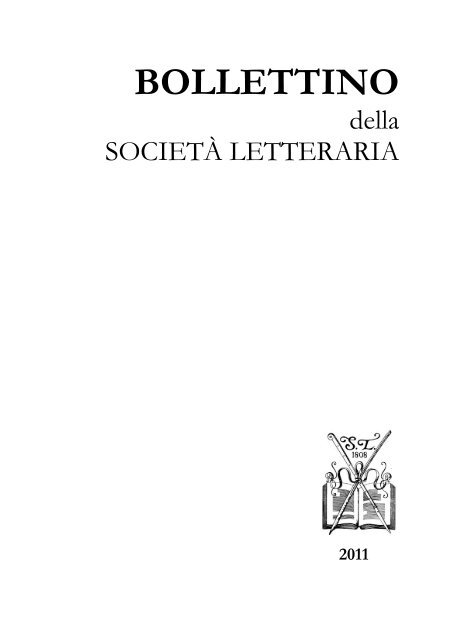 BOLLETTINO
della
SOCIETÀ LETTERARIA
S.L.
1808
2011